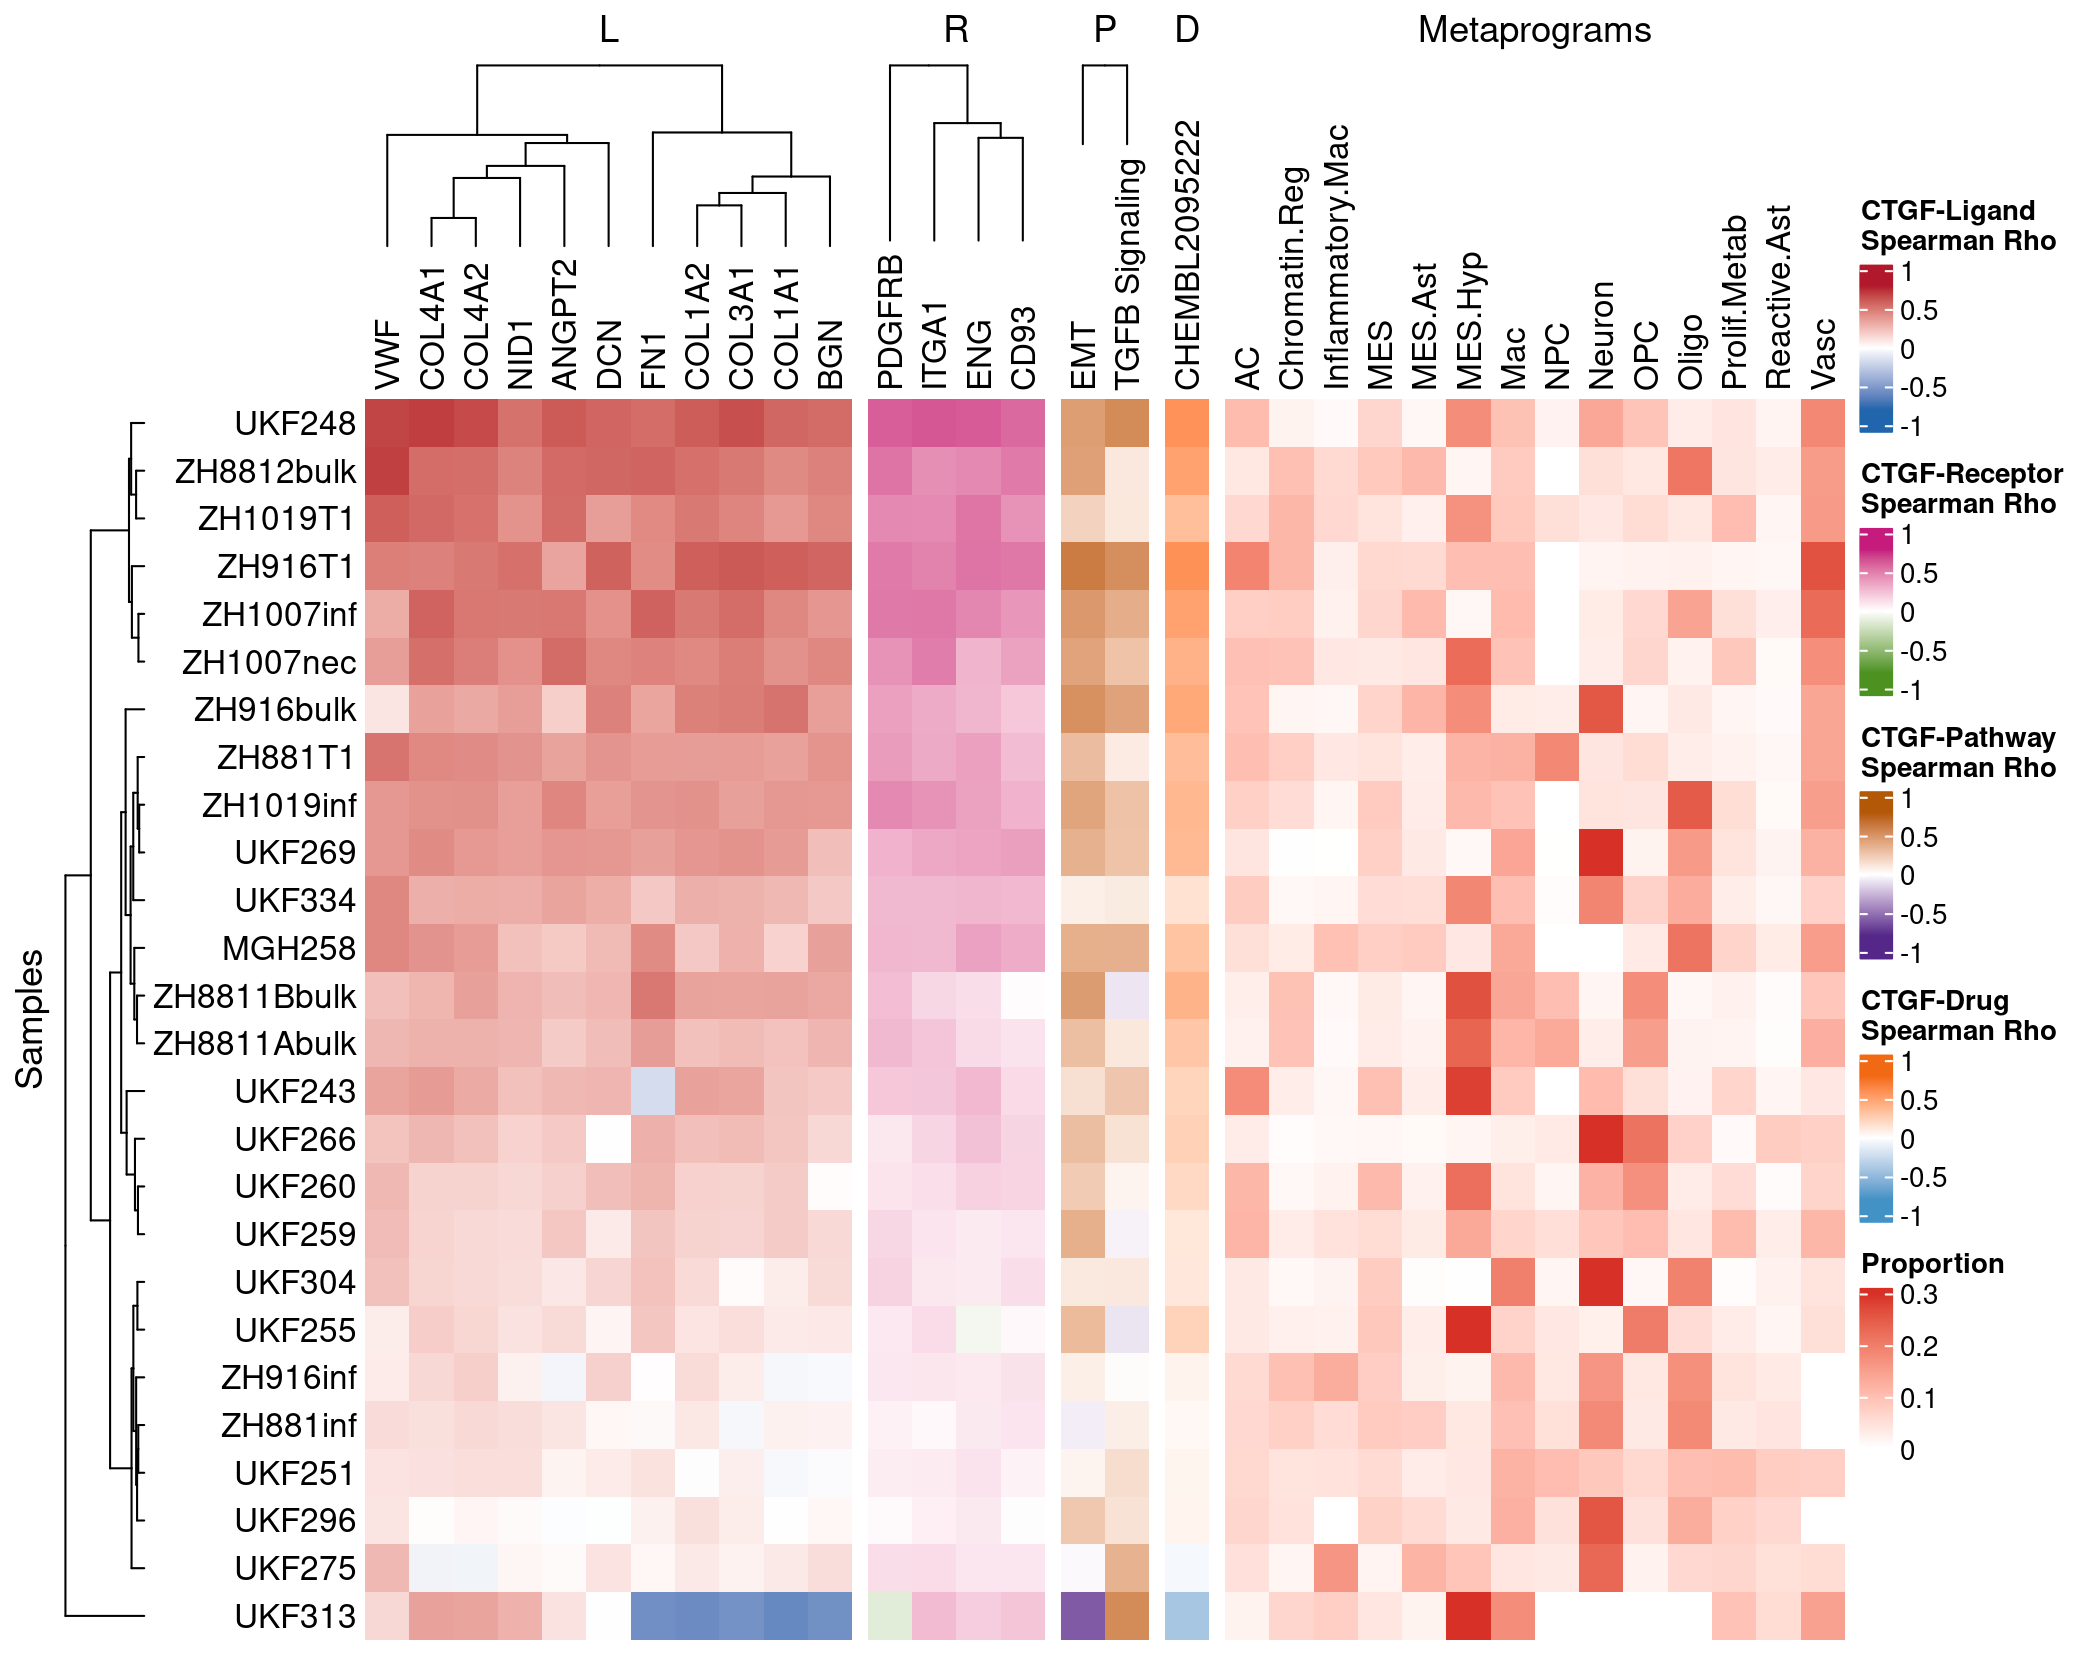 L
R
P
D
Metaprograms
VWF
COL4A1
COL4A2
NID1
ANGPT2
DCN
FN1
COL1A2
COL3A1
COL1A1
BGN
PDGFRB
ITGA1
ENG
CD93
EMT
TGFB Signaling
CHEMBL2095222
AC
Chromatin.Reg
Inflammatory.Mac
MES
MES.Ast
MES.Hyp
Mac
NPC
Neuron
OPC
Oligo
Prolif.Metab
Reactive.Ast
Vasc
Samples
UKF248
ZH8812bulk
ZH1019T1
ZH916T1
ZH1007inf
ZH1007nec
ZH916bulk
ZH881T1
ZH1019inf
UKF269
UKF334
MGH258
ZH8811Bbulk
ZH8811Abulk
UKF243
UKF266
UKF260
UKF259
UKF304
UKF255
ZH916inf
ZH881inf
UKF251
UKF296
UKF275
UKF313
CTGF-Ligand
Spearman Rho
1
0.5
0
-0.5
-1
CTGF-Receptor
Spearman Rho
1
0.5
0
-0.5
-1
CTGF-Pathway
Spearman Rho
1
0.5
0
-0.5
-1
CTGF-Drug
Spearman Rho
1
0.5
0
-0.5
-1
Proportion
0.3
0.2
0.1
0